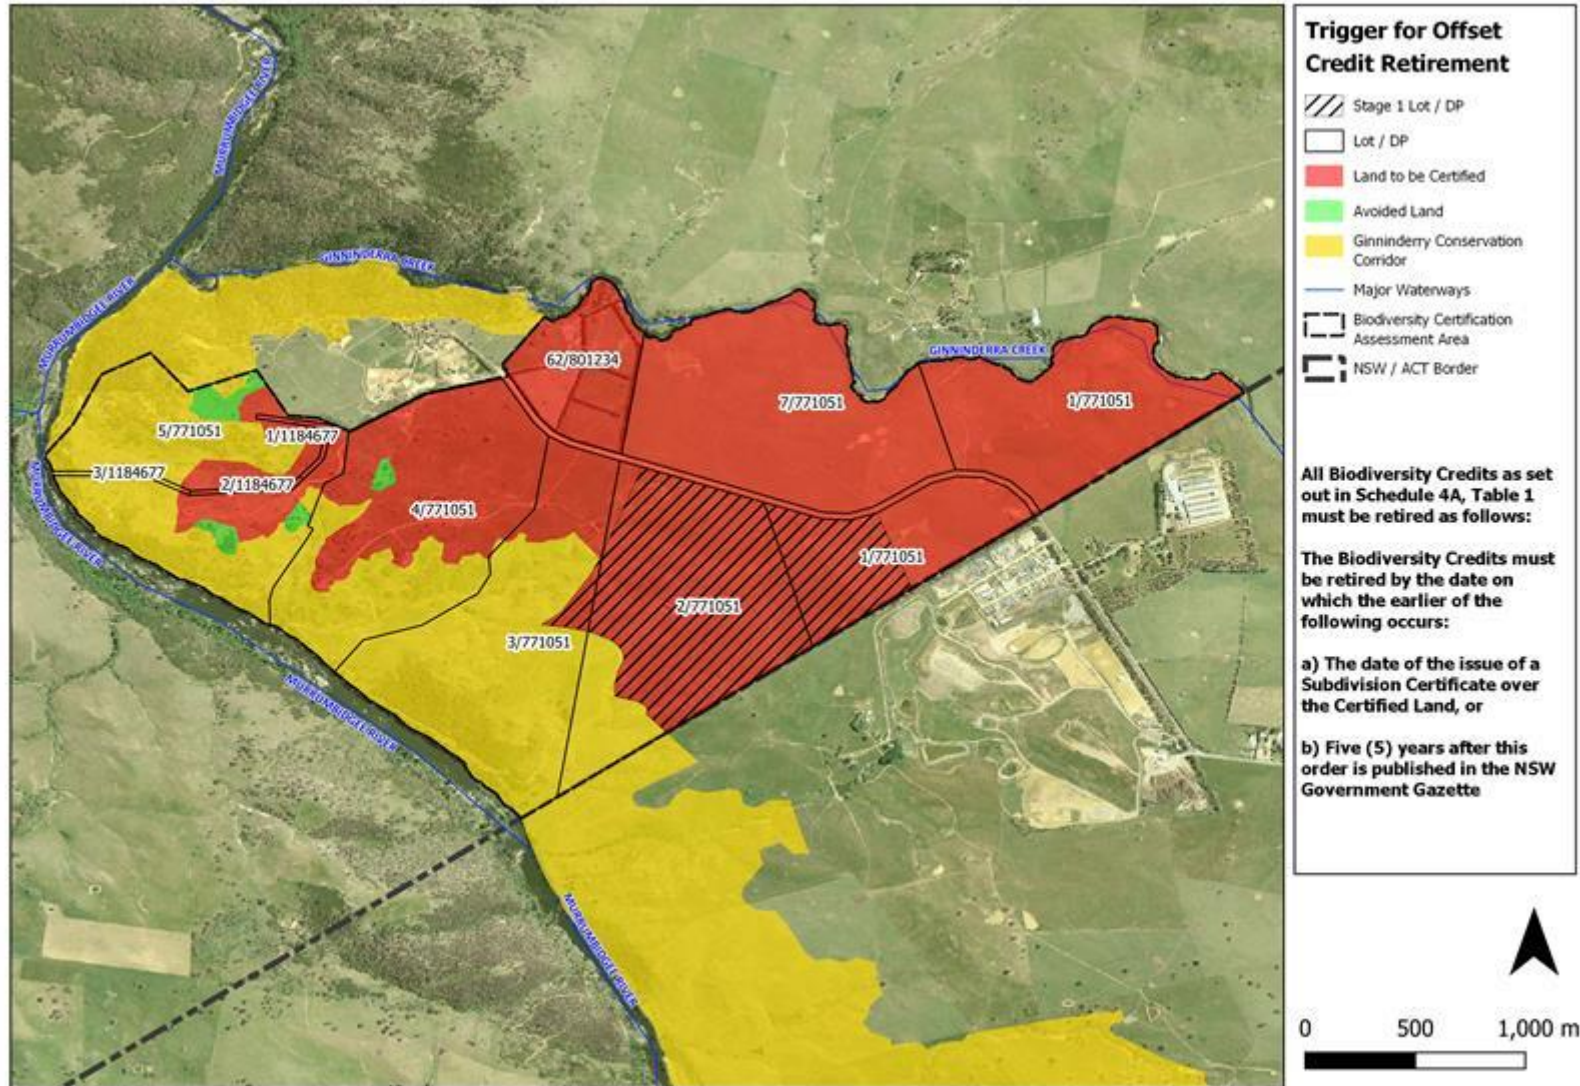 MURRUMBIDGEE RIVER
GINNINDERRA CREEK
MURRUMBIDGEE RIVER
62/801234
GINNINDERRA CREEK
7/771051
1/771051
5/771051
1/1184677
3/1184677
2/1184677
4/771051
MURRUMBIDGEE RIVER
1/771051
2/771051
3/771051
MURRUMBIDGEE RIVER
MURRUMBIDGEE RIVER
Trigger for Offset
Credit Retirement
Stage 1 Lot / DP
Lot / DP
Land to be Certified
Avoided Land
Ginninderry Conservation
Corridor
Major Waterways
Biodiversity Certification
Assessment Area
NSW / ACT Border
All Biodiversity Credits as set
out in Schedule 4A, Table 1
must be retired as follows:
The Biodiversity Credits must
be retired by the date on
which the earlier of the
following occurs:
a) The date of the issue of a
Subdivision Certificate over
the Certified Land, or
b) Five (5) years after this
order is published in the NSW
Government Gazette
0 500 1,000 m